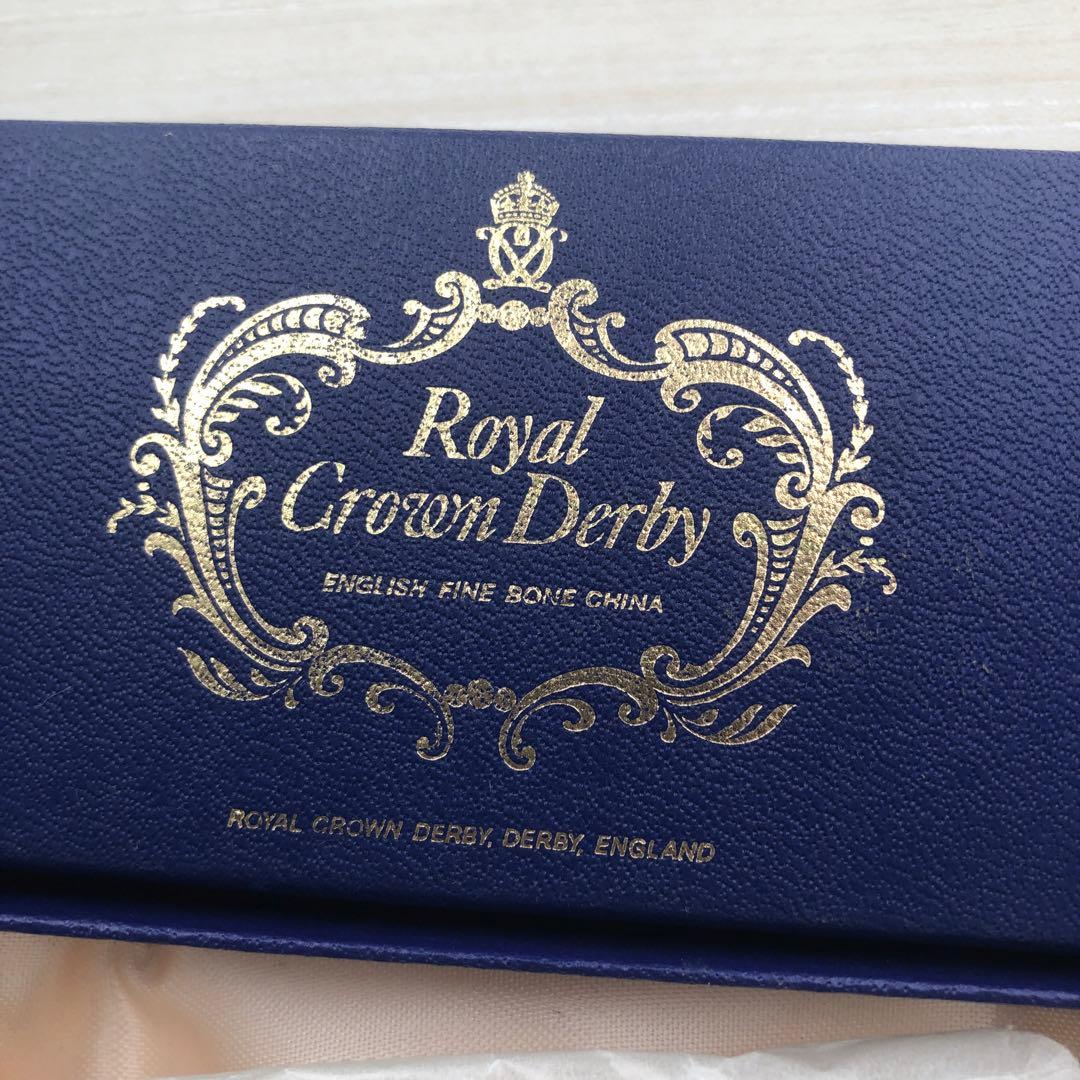 Royal
Crown Derby
ENGLISH FINE BONE CHINA
ROYAL CROWN DERBY, DERBY, ENGLAND